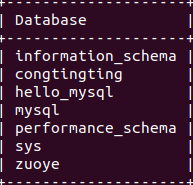 +--------------------+
| Database |
+--------------------+
| information_schema |
| congtingting |
| hello_mysql |
| mysql |
| performance_schema |
| sys |
| zuoye |
+--------------------+